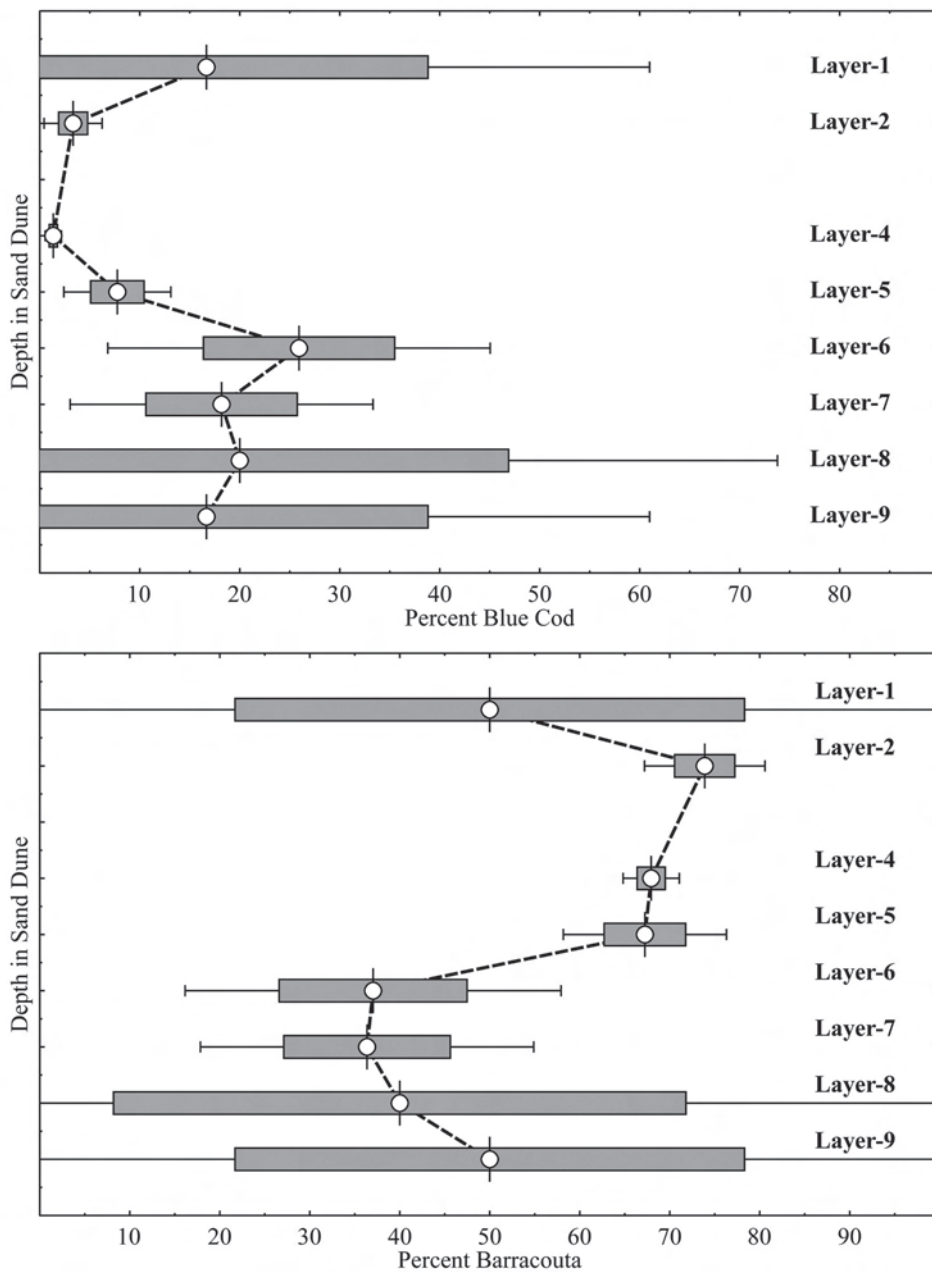 Depth in Sand Dune
Layer-1
Layer-2
Layer-4
Layer-5
Layer-6
Layer-7
Layer-8
Layer-9
10 20 30 40 50 60 70 80
Percent Blue Cod
Depth in Sand Dune
Layer-1
Layer-2
Layer-4
Layer-5
Layer-6
Layer-7
Layer-8
Layer-9
10 20 30 40 50 60 70 80 90
Percent Barracouta